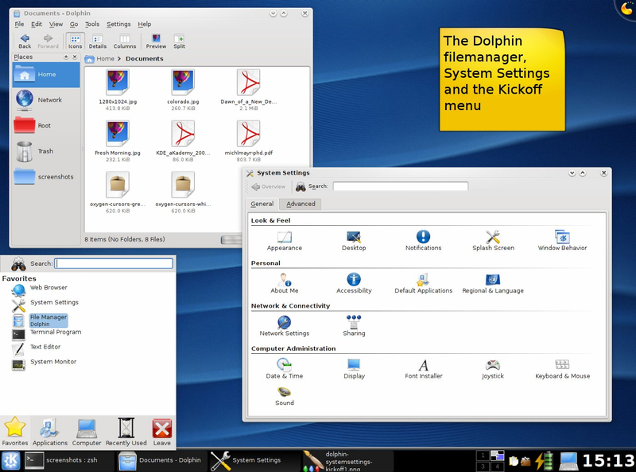 Documents - Dolphin
File Edit View Go Tools Settings Help
Back Forward Icons Details Columns Preview Split
Places
Home > Documents
Home
Network
Root
Trash
screenshots
1280x1024.jpg
413.8 KiB
colorado.jpg
260.7 KiB
Dawn_of_a_New_De...
2.1 MiB
Fresh Morning.jpg
232.1 KiB
KDE_aKademy_200...
86.0 KiB
michlmayrphd.pdf
803.7 KiB
oxygen-cursors-gre...
620.0 KiB
oxygen-cursors-whi...
620.0 KiB
8 Items (No Folders, 8 Files)
The Dolphin
filemanager,
System Settings
and the Kickoff
menu
System Settings
Overview Search:
General Advanced
Look & Feel
Appearance Desktop Notifications Splash Screen Window Behavior
Personal
About Me Accessibility Default Applications Regional & Language
Network & Connectivity
Network Settings Sharing
Computer Administration
Date & Time Display Font Installer Joystick Keyboard & Mouse
Sound
Search:
Favorites
Web Browser
System Settings
File Manager
Dolphin
Terminal Program
Text Editor
System Monitor
Favorites Applications Computer Recently Used Leave
screenshots : zsh
Documents - Dolphin
System Settings
dolphin-
systemsettings-
kickoff1.png
15:13